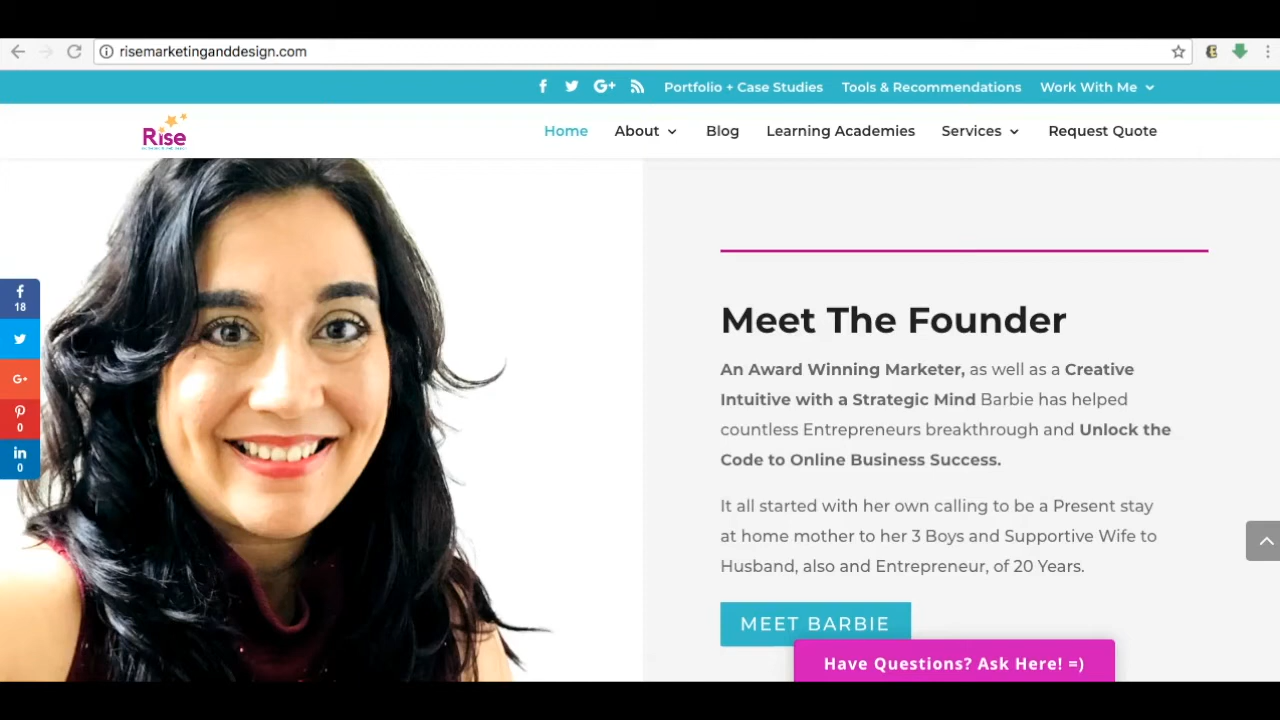 risemarketinganddesign.com
Portfolio + Case Studies Tools & Recommendations Work With Me
Rise
Home About Blog Learning Academies Services Request Quote
18
0
0
Meet The Founder
An Award Winning Marketer, as well as a Creative
Intuitive with a Strategic Mind Barbie has helped
countless Entrepreneurs breakthrough and Unlock the
Code to Online Business Success.
It all started with her own calling to be a Present stay
at home mother to her 3 Boys and Supportive Wife to
Husband, also and Entrepreneur, of 20 Years.
MEET BARBIE
Have Questions? Ask Here! =)